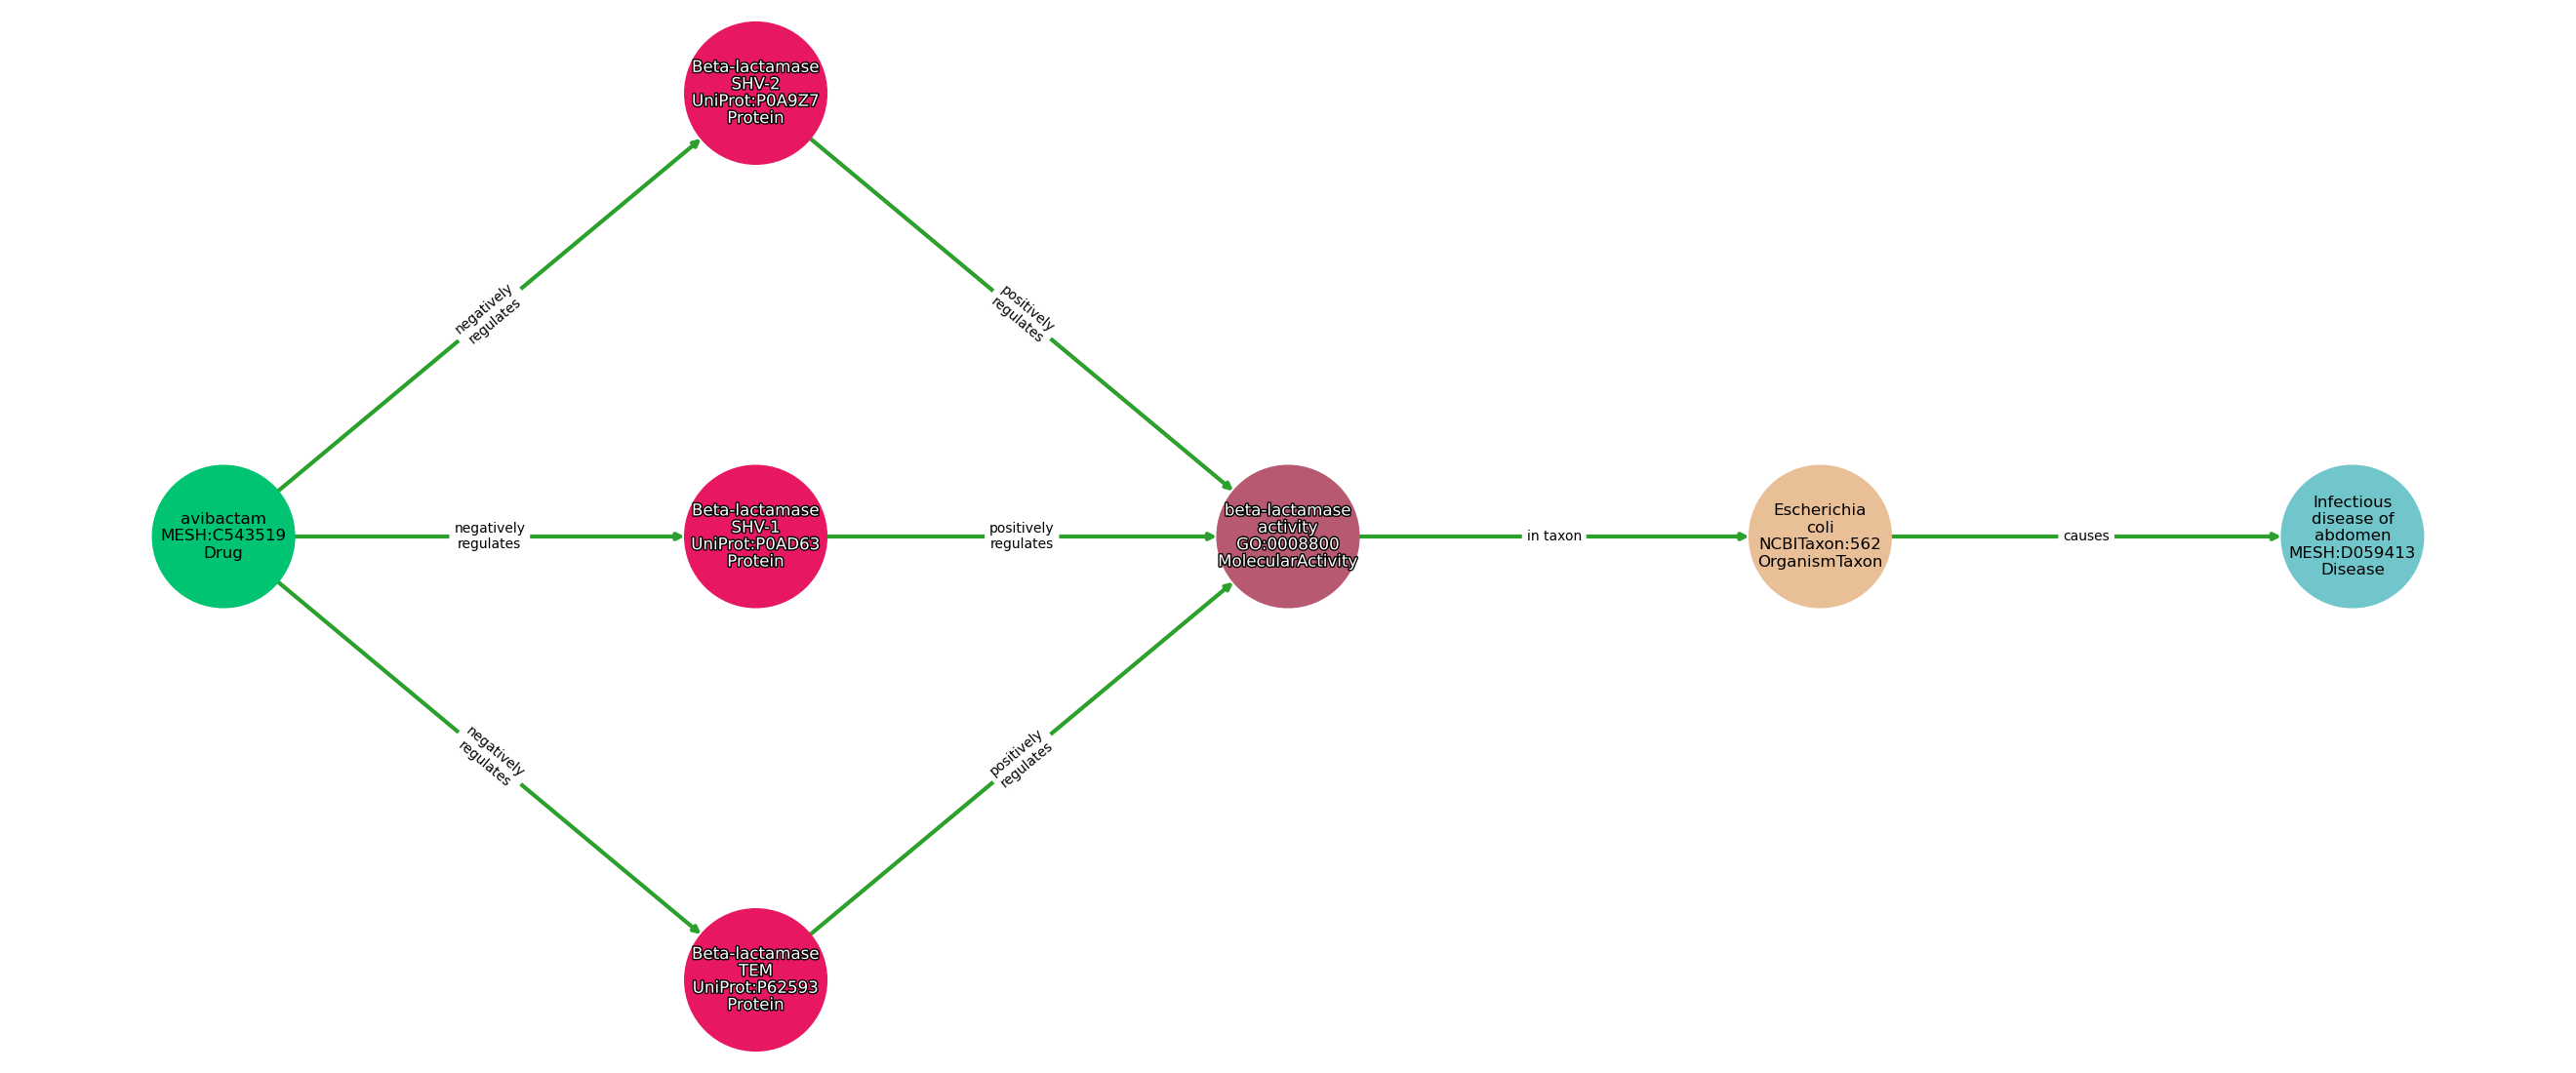 Beta-lactamase
SHV-2
UniProt:P0A9Z7
Protein
negatively
regulates
positively
regulates
avibactam
MESH:C543519
Drug
negatively
regulates
Beta-lactamase
SHV-1
UniProt:P0AD63
Protein
positively
regulates
beta-lactamase
activity
GO:0008800
MolecularActivity
in taxon
Escherichia
coli
NCBITaxon:562
OrganismTaxon
causes
Infectious
disease of
abdomen
MESH:D059413
Disease
negatively
regulates
positively
regulates
Beta-lactamase
TEM
UniProt:P62593
Protein